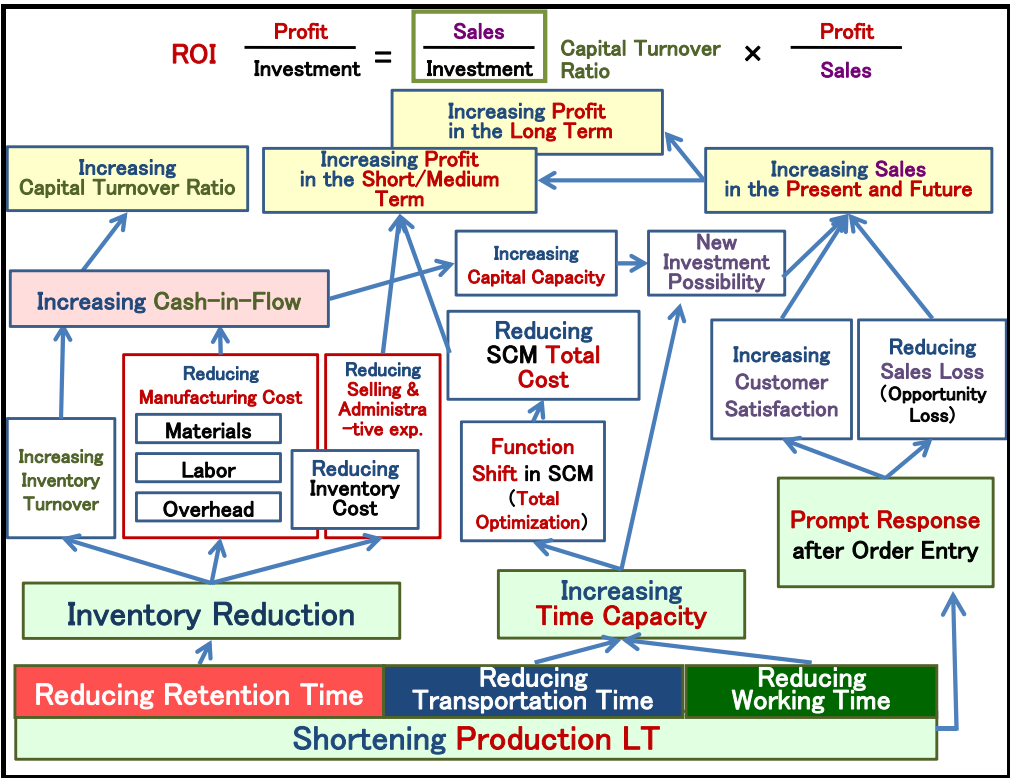 ROI
Profit
Investment
=
Sales
Investment
Capital Turnover
Ratio
×
Profit
Sales
Increasing Profit
in the Long Term
Increasing
Capital Turnover Ratio
Increasing Profit
in the Short/Medium
Term
Increasing Sales
in the Present and Future
Increasing
Capital Capacity
New
Investment
Possibility
Increasing Cash-in-Flow
Reducing
SCM Total
Cost
Increasing
Customer
Satisfaction
Reducing
Sales Loss
(Opportunity
Loss)
Increasing
Inventory
Turnover
Reducing
Manufacturing Cost
Materials
Labor
Overhead
Reducing
Selling &
Administra
-tive exp.
Reducing
Inventory
Cost
Function
Shift in SCM
(Total
Optimization)
Prompt Response
after Order Entry
Inventory Reduction
Increasing
Time Capacity
Reducing Retention Time
Reducing
Transportation Time
Reducing
Working Time
Shortening Production LT